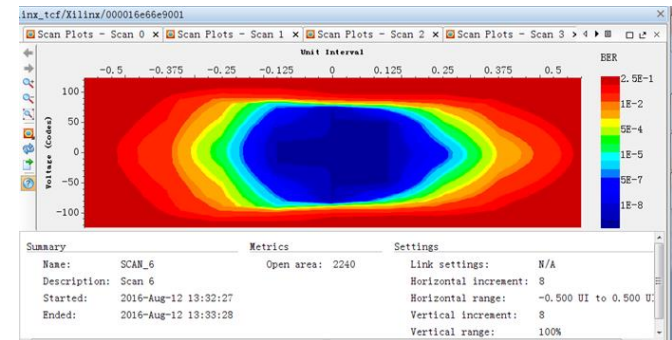 inx_tcf/Xilinx/000016e66e9001
Scan Plots - Scan 0 Scan Plots - Scan 1 Scan Plots - Scan 2 Scan Plots - Scan 3
Unit Interval
BER
-0.5 -0.375 -0.25 -0.125 0 0.125 0.25 0.375 0.5
Voltage (Codes)
100
50
0
-50
-100
2.5E-1
1E-2
5E-4
1E-5
5E-7
1E-8
Summary Metrics Settings
Name: SCAN_6 Open area: 2240 Link settings: N/A
Description: Scan 6 Horizontal increment: 8
Started: 2016-Aug-12 13:32:27 Horizontal range: -0.500 UI to 0.500 U
Ended: 2016-Aug-12 13:33:28 Vertical increment: 8
Vertical range: 100%